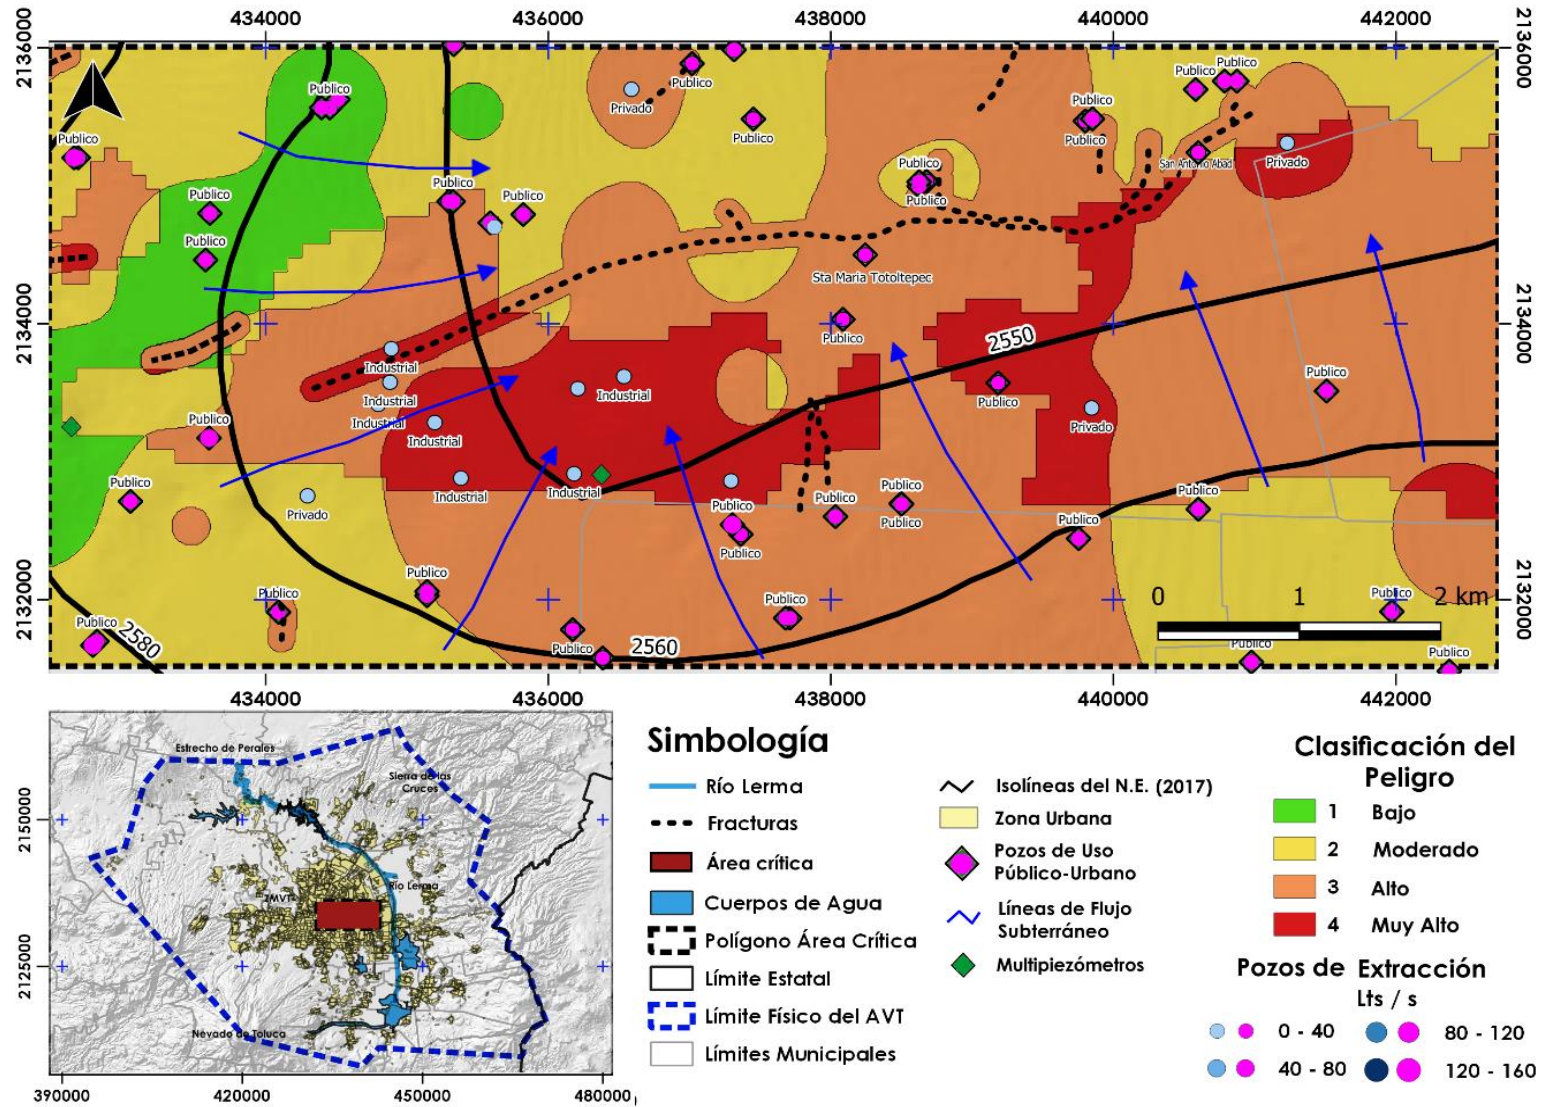 434000
436000
438000
440000
442000
2136000
2136000
Publico
Publico
Publico
Privado
Publico
Publico
Publico
Publico
Publico
San Antonio Abad
Privado
Publico
Publico
Publico
Publico
Publico
Publico
Publico
Sta Maria Totoltepec
2134000
2134000
Publico
2550
Industrial
Industrial
Industrial
Industrial
Industrial
Publico
Publico
Privado
Publico
Publico
Industrial
Industrial
Privado
Publico
Publico
Publico
Publico
Publico
Publico
Publico
2132000
2132000
Publico
Publico
Publico
Publico
0
1
2 km
Publico
2580
Publico
2560
Publico
Publico
434000
436000
438000
440000
442000
Estrecho de Perales
Sierra de las
Cruces
2150000
Río Lerma
ZMVT
2125000
Nevado de Toluca
390000
420000
450000
480000
Simbología
Río Lerma
Fracturas
Área crítica
Cuerpos de Agua
Polígono Área Crítica
Límite Estatal
Límite Físico del AVT
Límites Municipales
Isolíneas del N.E. (2017)
Zona Urbana
Pozos de Uso
Público-Urbano
Líneas de Flujo
Subterráneo
Multipiezómetros
Clasificación del
Peligro
1 Bajo
2 Moderado
3 Alto
4 Muy Alto
Pozos de Extracción
Lts / s
0 - 40
80 - 120
40 - 80
120 - 160